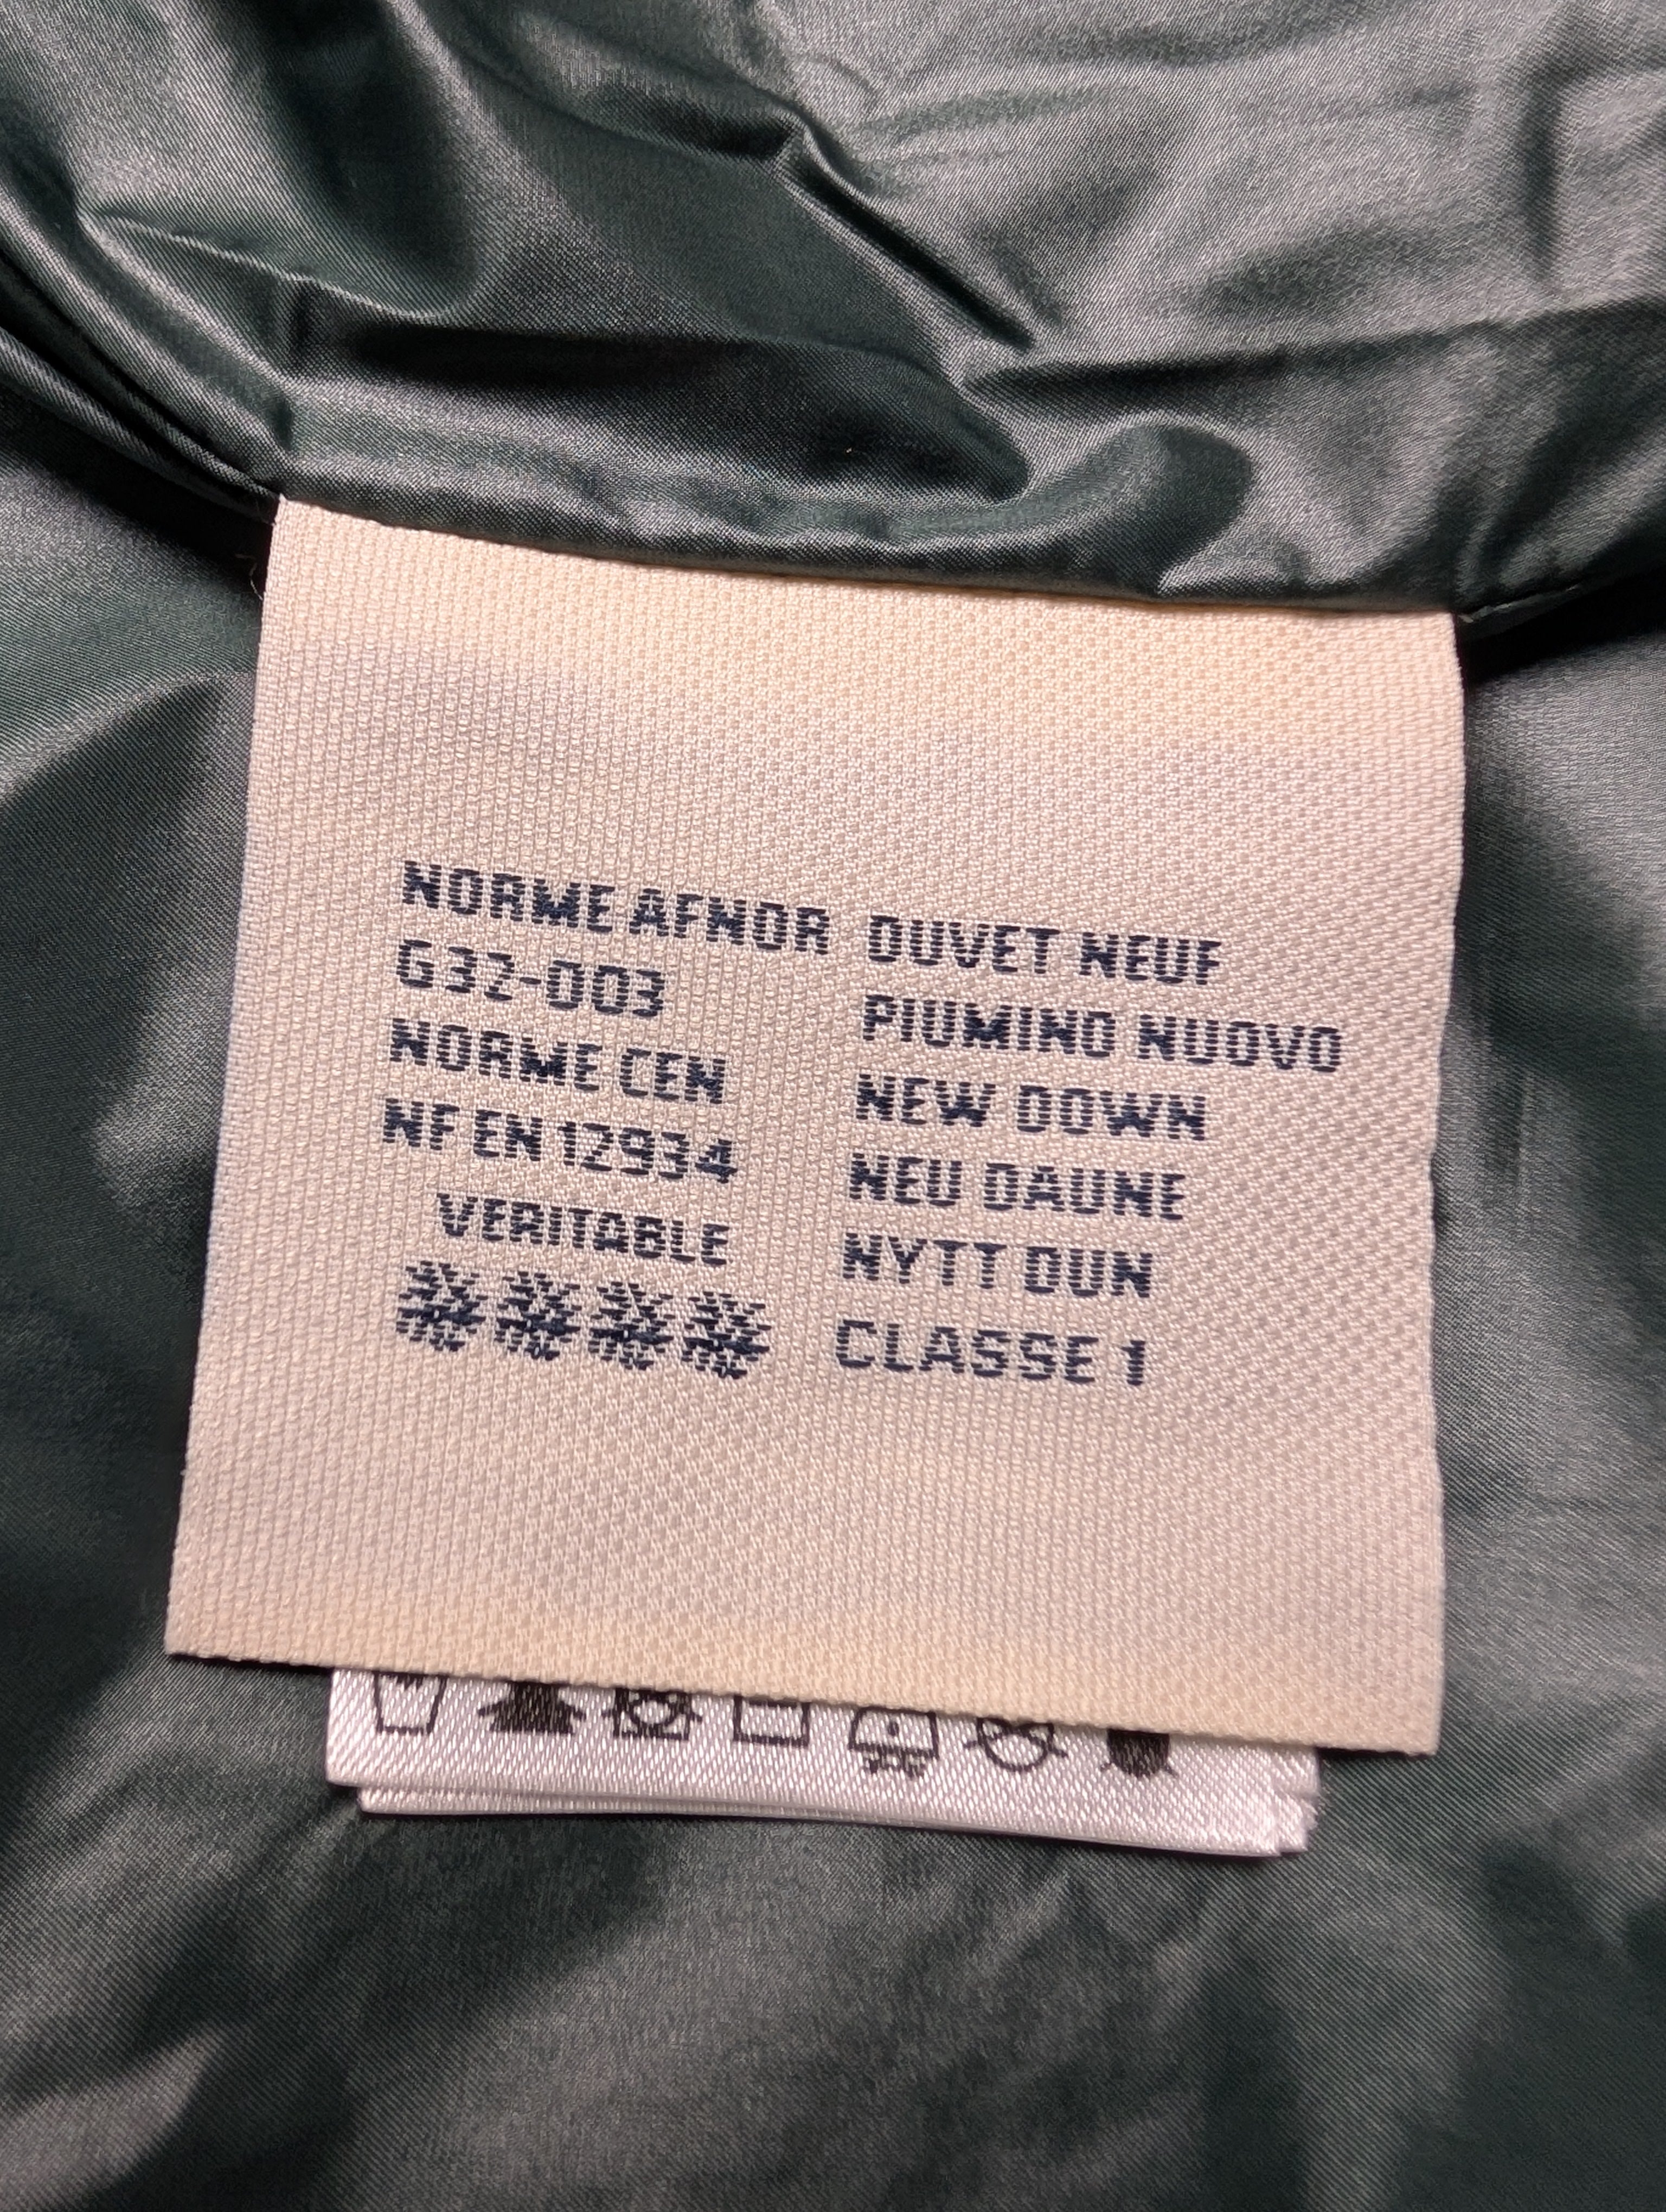 NORME AFNOR
G32-003
NORME CEN
NF EN 12934
VERITABLE
DUVET NEUF
PIUMINO NUOVO
NEW DOWN
NEU DAUNE
NYTT DUN
CLASSE 1